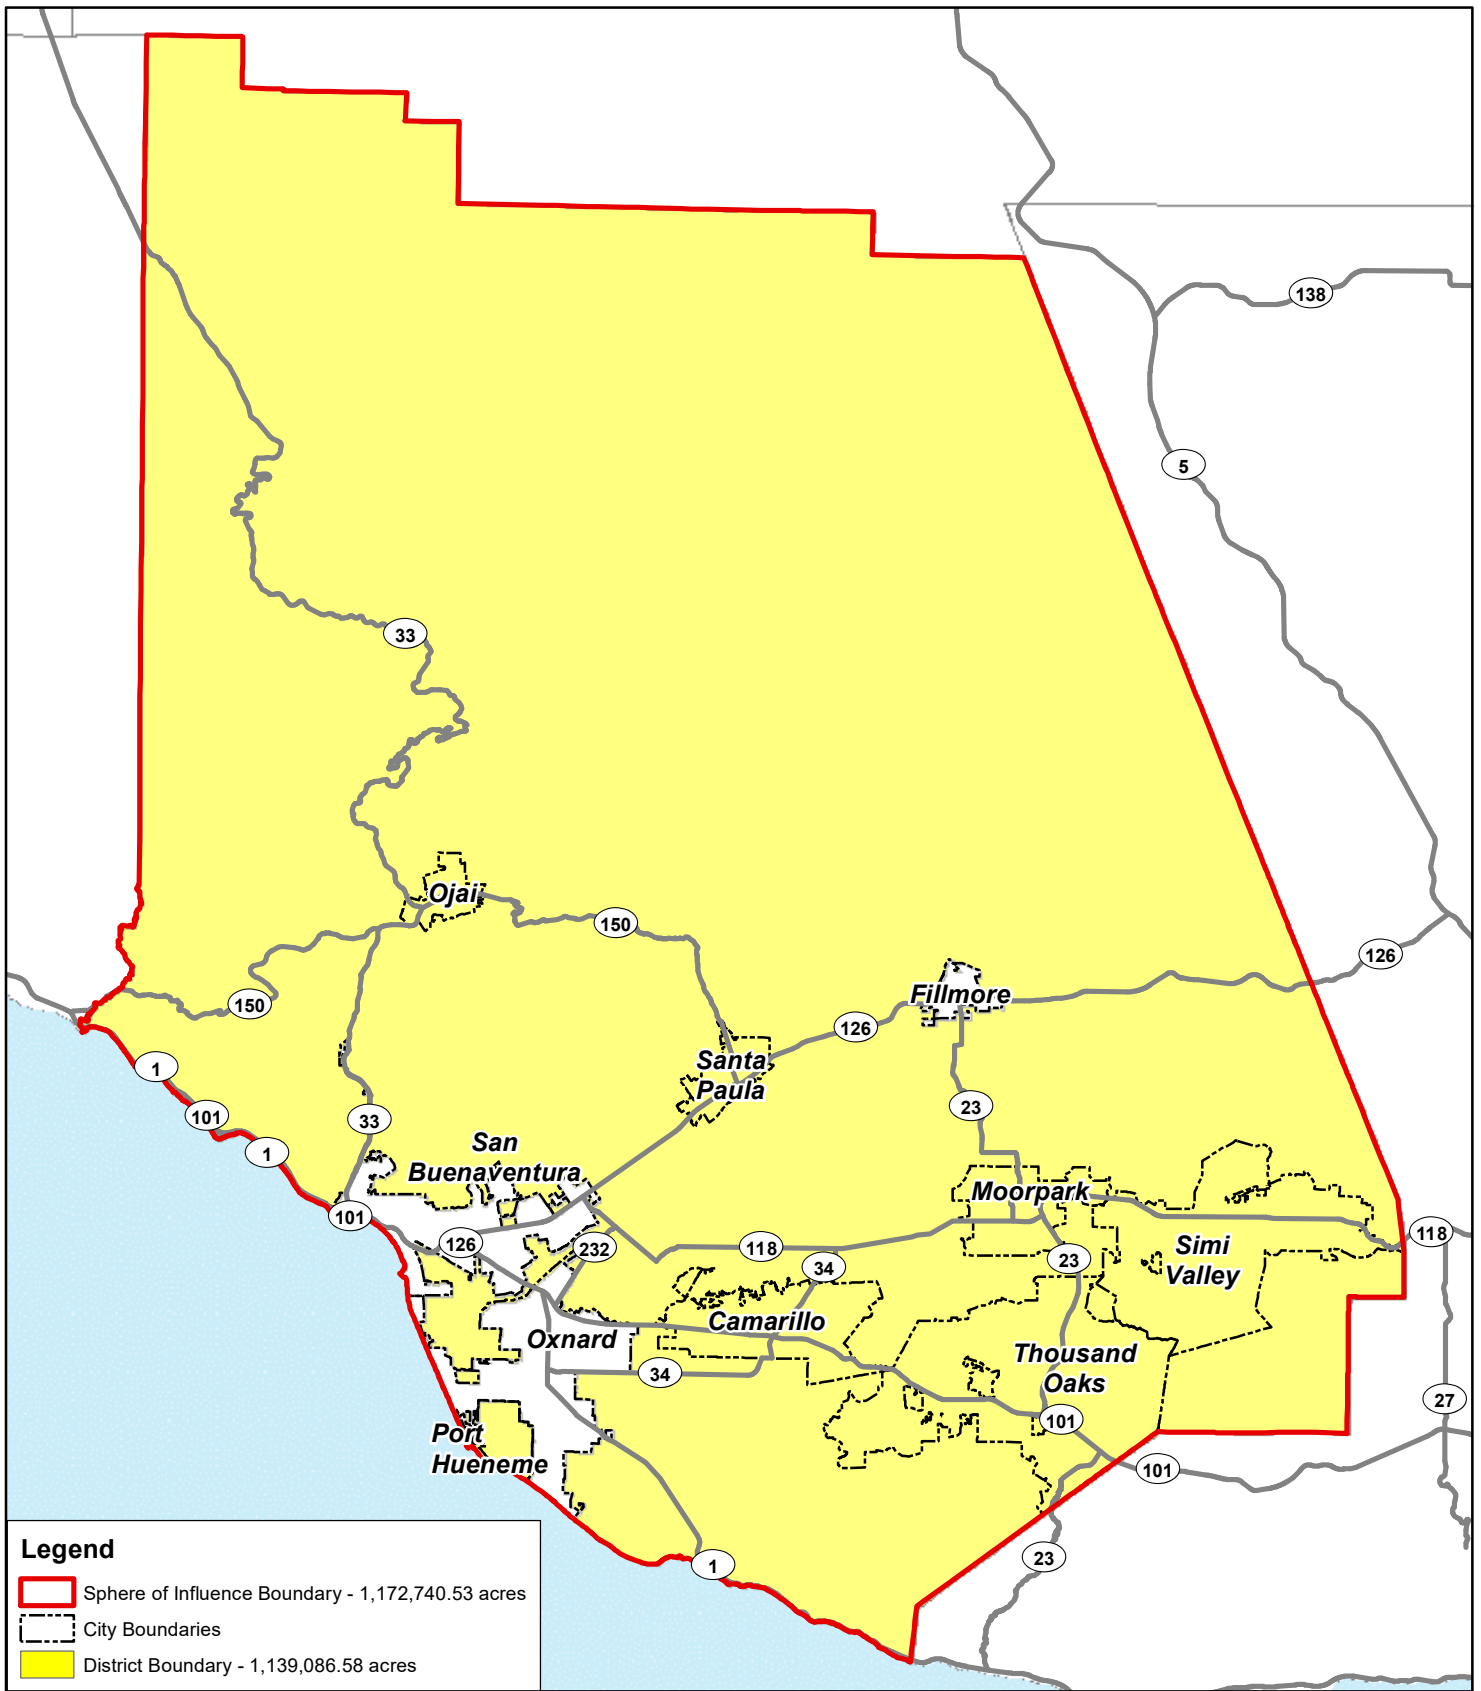 138
5
33
Ojai
150
126
150
Fillmore
126
Santa
Paula
1
101
33
23
1
San
Buenaventura
Moorpark
101
126
232
118
34
23
118
Simi
Valley
Camarillo
Oxnard
Thousand
Oaks
34
27
101
Port
Hueneme
101
23
1
Legend
Sphere of Influence Boundary - 1,172,740.53 acres
City Boundaries
District Boundary - 1,139,086.58 acres